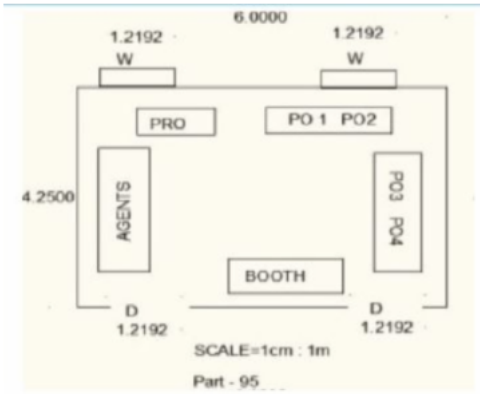 6.0000
1.2192 1.2192
W W
PRO PO 1 PO2
4.2500 AGENTS PO3 PO4
BOOTH
D D
1.2192 1.2192
SCALE=1cm : 1m
Part - 95